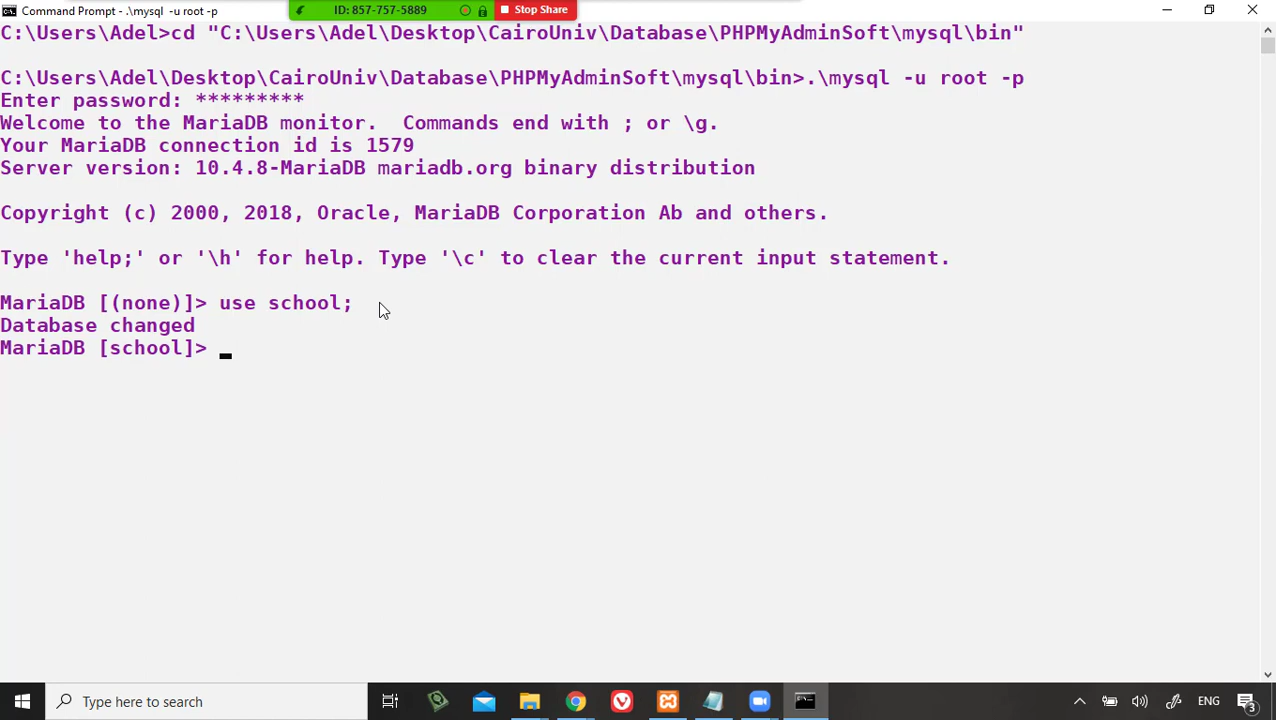 Command Prompt - .\mysql -u root -p
ID: 857-757-5889
Stop Share
C:\Users\Adel>cd "C:\Users\Adel\Desktop\CairoUniv\Database\PHPMyAdminSoft\mysql\bin"
C:\Users\Adel\Desktop\CairoUniv\Database\PHPMyAdminSoft\mysql\bin>.\mysql -u root -p
Enter password: *********
Welcome to the MariaDB monitor.  Commands end with ; or \g.
Your MariaDB connection id is 1579
Server version: 10.4.8-MariaDB mariadb.org binary distribution
Copyright (c) 2000, 2018, Oracle, MariaDB Corporation Ab and others.
Type 'help;' or '\h' for help. Type '\c' to clear the current input statement.
MariaDB [(none)]> use school;
Database changed
MariaDB [school]>
Type here to search
ENG
3